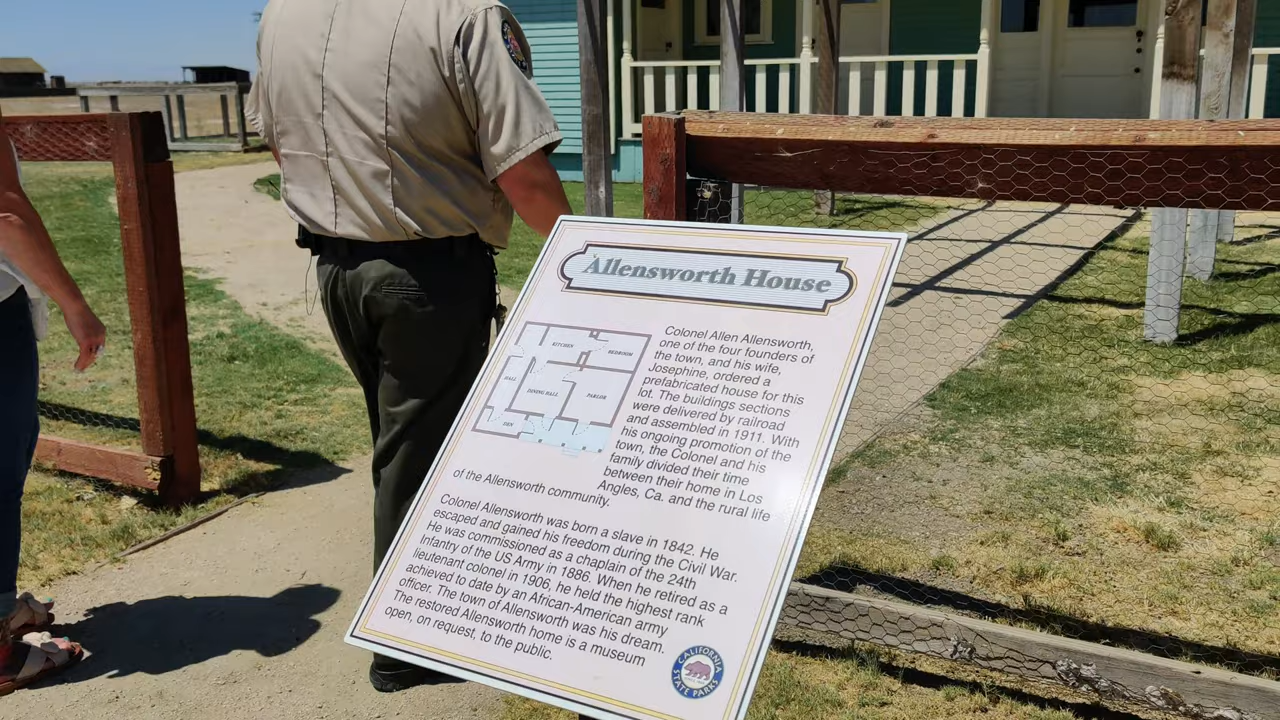 Allensworth House
KITCHEN
BEDROOM
HALL
DINING HALL
PARLOR
DEN
Colonel Allen Allensworth,
one of the four founders of
the town, and his wife,
Josephine, ordered a
prefabricated house for this
lot. The buildings sections
were delivered by railroad
and assembled in 1911. With
his ongoing promotion of the
town, the Colonel and his
family divided their time
between their home in Los
Angles, Ca. and the rural life
of the Allensworth community.
Colonel Allensworth was born a slave in 1842. He
escaped and gained his freedom during the Civil War.
He was commissioned as a chaplain of the 24th
Infantry of the US Army in 1886. When he retired as a
lieutenant colonel in 1906, he held the highest rank
achieved to date by an African-American army
officer. The town of Allensworth was his dream.
The restored Allensworth home is a museum
open, on request, to the public.
CALIFORNIA
STATE PARKS